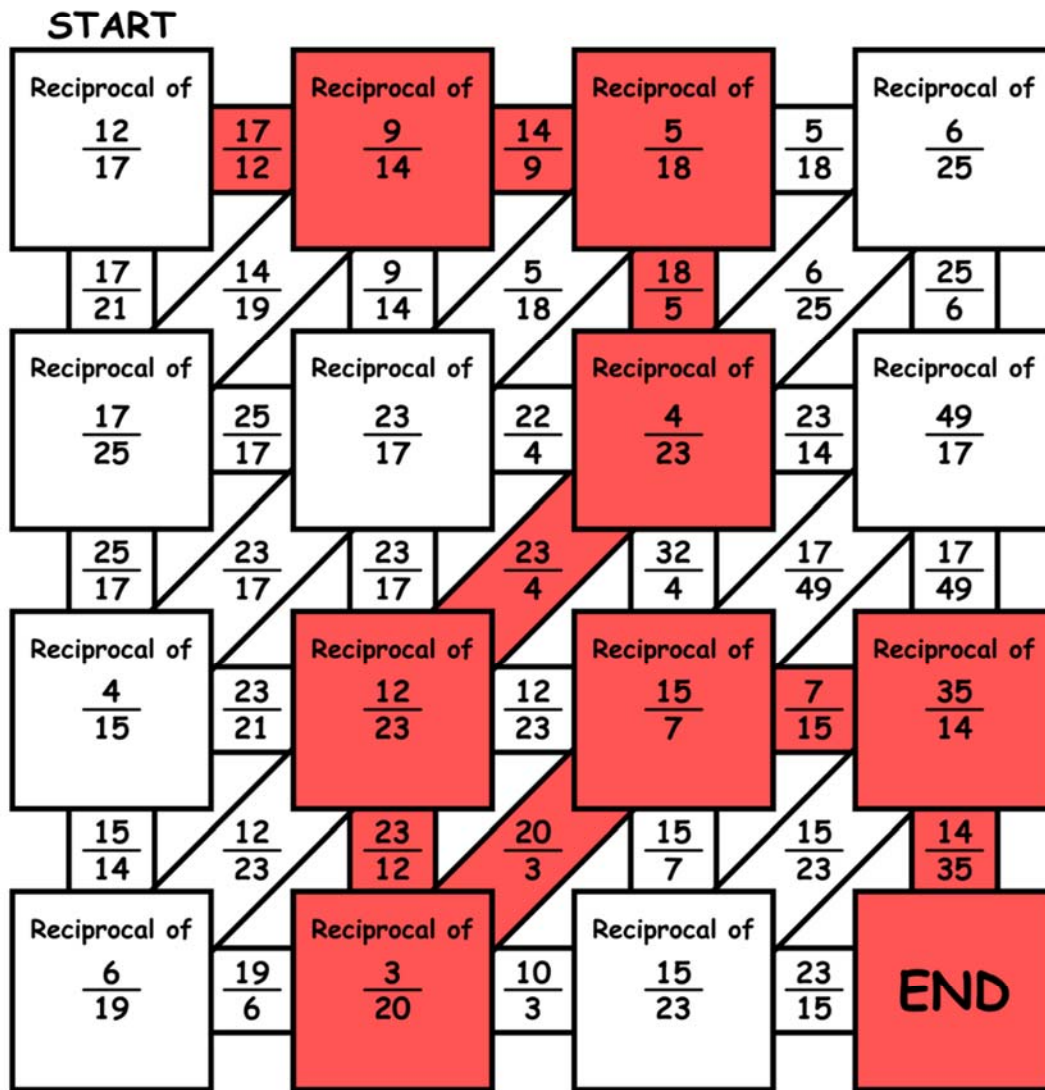 START
Reciprocal of Reciprocal of Reciprocal of Reciprocal of
12/17 17/12 9/14 14/9 5/18 5/18 6/25
17/21 14/19 9/14 5/18 18/5 6/25 25/6
Reciprocal of Reciprocal of Reciprocal of Reciprocal of
17/25 25/17 23/17 22/4 4/23 23/14 49/17
25/17 23/17 23/17 23/4 32/4 17/49 17/49
Reciprocal of Reciprocal of Reciprocal of Reciprocal of
4/15 23/21 12/23 12/23 15/7 7/15 35/14
15/14 12/23 23/12 20/3 15/7 15/23 14/35
Reciprocal of Reciprocal of Reciprocal of
6/19 19/6 3/20 10/3 15/23 23/15 END